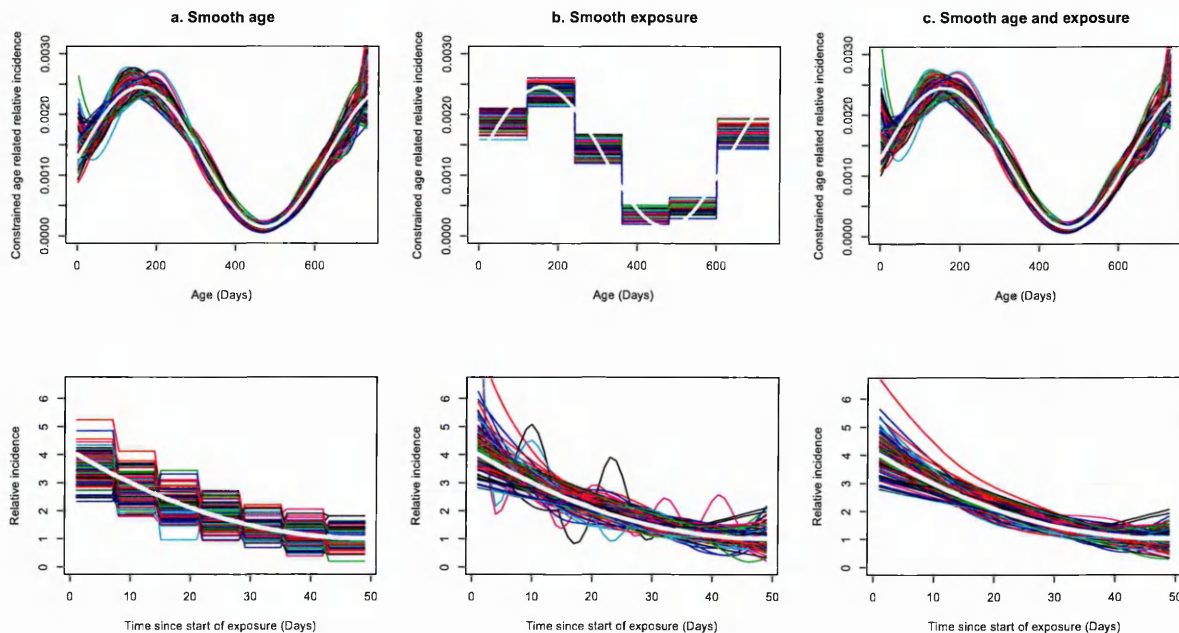 a. Smooth age
b. Smooth exposure
c. Smooth age and exposure
Constrained age related relative incidence
0.0000 0.0010 0.0020 0.0030
0 200 400 600
Age (Days)
Constrained age related relative incidence
0.0000 0.0010 0.0020 0.0030
0 200 400 600
Age (Days)
Constrained age related relative incidence
0.0000 0.0010 0.0020 0.0030
0 200 400 600
Age (Days)
Relative incidence
0 1 2 3 4 5 6
0 10 20 30 40 50
Time since start of exposure (Days)
Relative incidence
0 1 2 3 4 5 6
0 10 20 30 40 50
Time since start of exposure (Days)
Relative incidence
0 1 2 3 4 5 6
0 10 20 30 40 50
Time since start of exposure (Days)